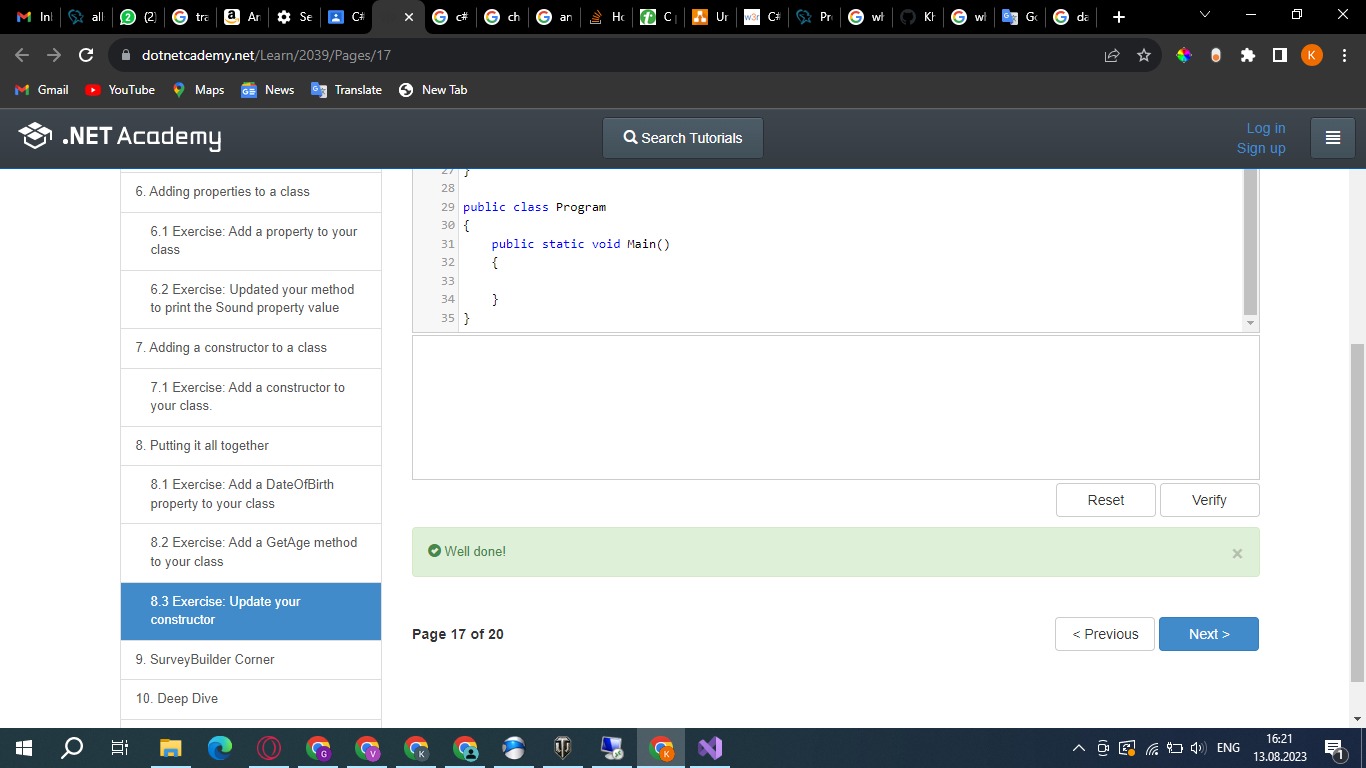 In
all
(2)
tra
Ar
Se
C#
c#
ch
an
Ho
C
Ur
w3r
C#
Pr
wh
Kh
wh
Go
da
dotnetcademy.net/Learn/2039/Pages/17
K
Gmail
YouTube
Maps
GE
News
Translate
New Tab
.NET Academy
Search Tutorials
Log in
Sign up
6. Adding properties to a class
6.1 Exercise: Add a property to your
class
6.2 Exercise: Updated your method
to print the Sound property value
7. Adding a constructor to a class
7.1 Exercise: Add a constructor to
your class.
8. Putting it all together
8.1 Exercise: Add a DateOfBirth
property to your class
8.2 Exercise: Add a GetAge method
to your class
8.3 Exercise: Update your
constructor
9. SurveyBuilder Corner
10. Deep Dive
27 }
28
29 public class Program
30 {
31 public static void Main()
32 {
33
34 }
35 }
Reset
Verify
Well done!
×
Page 17 of 20
< Previous
Next >
G
V
K
K
ENG
16:21
13.08.2023
1